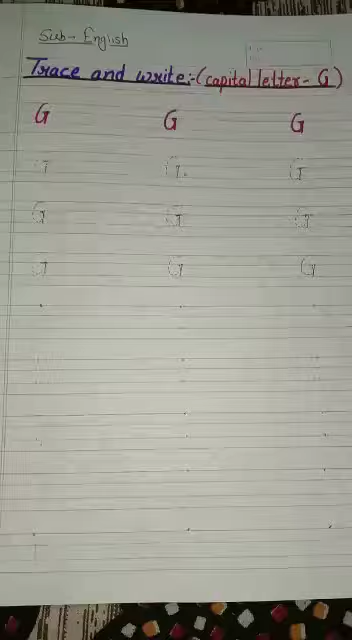 Sub- English
Trace and write:-(capital letter- G)
G G G
G G. G
G G G
G G G